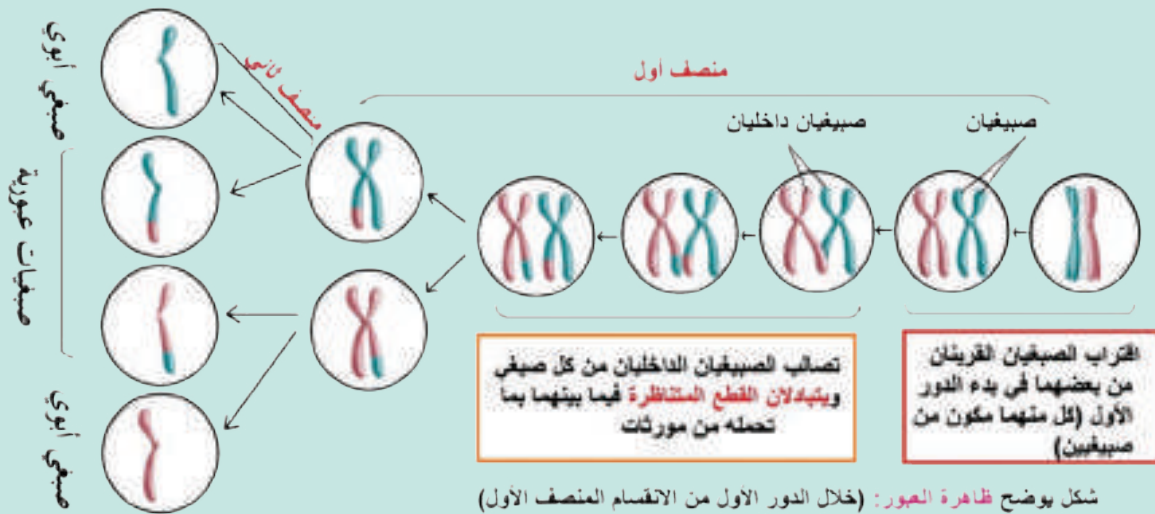 منصف أول
صبيغيان داخليان
صبيغيان
منصف ثاني
صبغي أبوي
صبغيات عبورية
صبغي أبوي
اقتراب الصبغيان القرينان
من بعضهما في بدء الدور
الأول (كل منهما مكون من
صبيغيين)
تصالب الصبيغيان الداخليان من كل صبغي
ويتبادلان القطع المتناظرة فيما بينهما بما
تحمله من مورثات
شكل يوضح ظاهرة العبور: (خلال الدور الأول من الانقسام المنصف الأول)